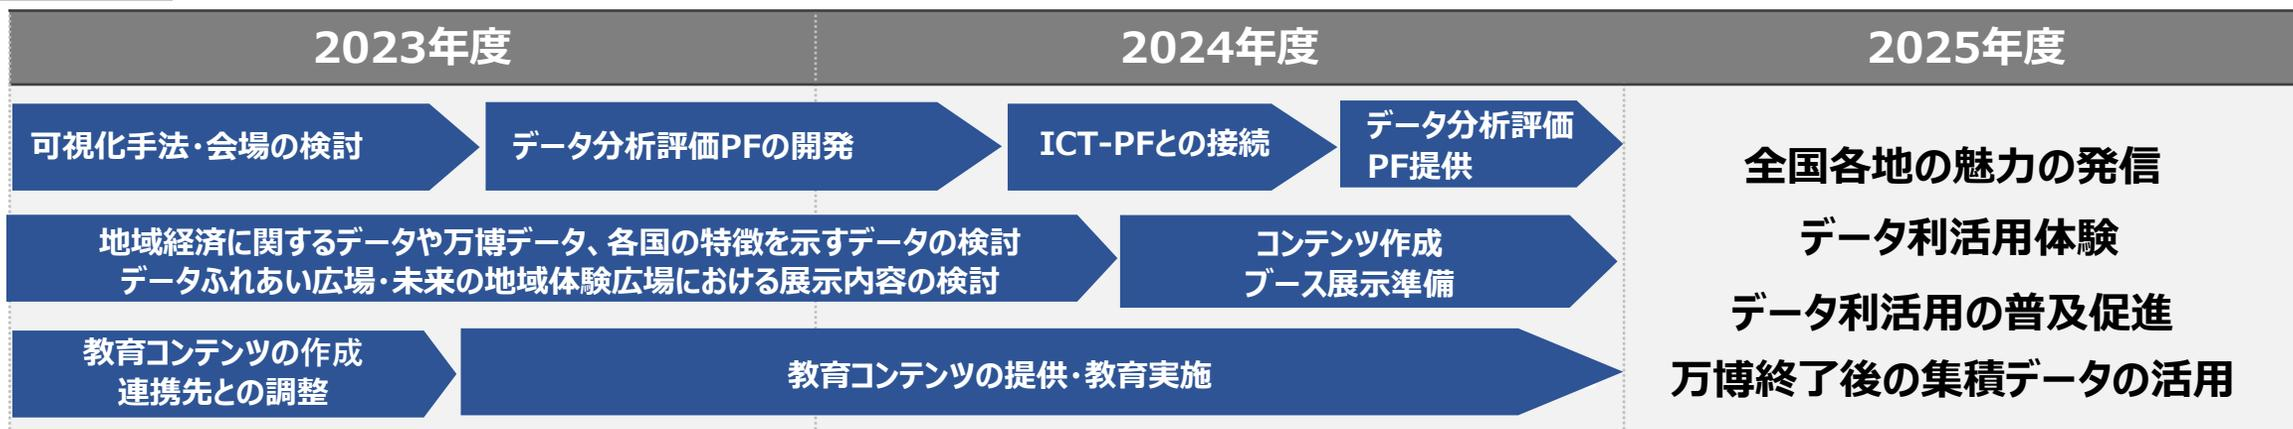 2023年度
2024年度
2025年度
可視化手法・会場の検討
データ分析評価PFの開発
ICT-PFとの接続
データ分析評価
PF提供
地域経済に関するデータや万博データ、各国の特徴を示すデータの検討
データふれあい広場・未来の地域体験広場における展示内容の検討
コンテンツ作成
ブース展示準備
教育コンテンツの作成
連携先との調整
教育コンテンツの提供・教育実施
全国各地の魅力の発信
データ利活用体験
データ利活用の普及促進
万博終了後の集積データの活用